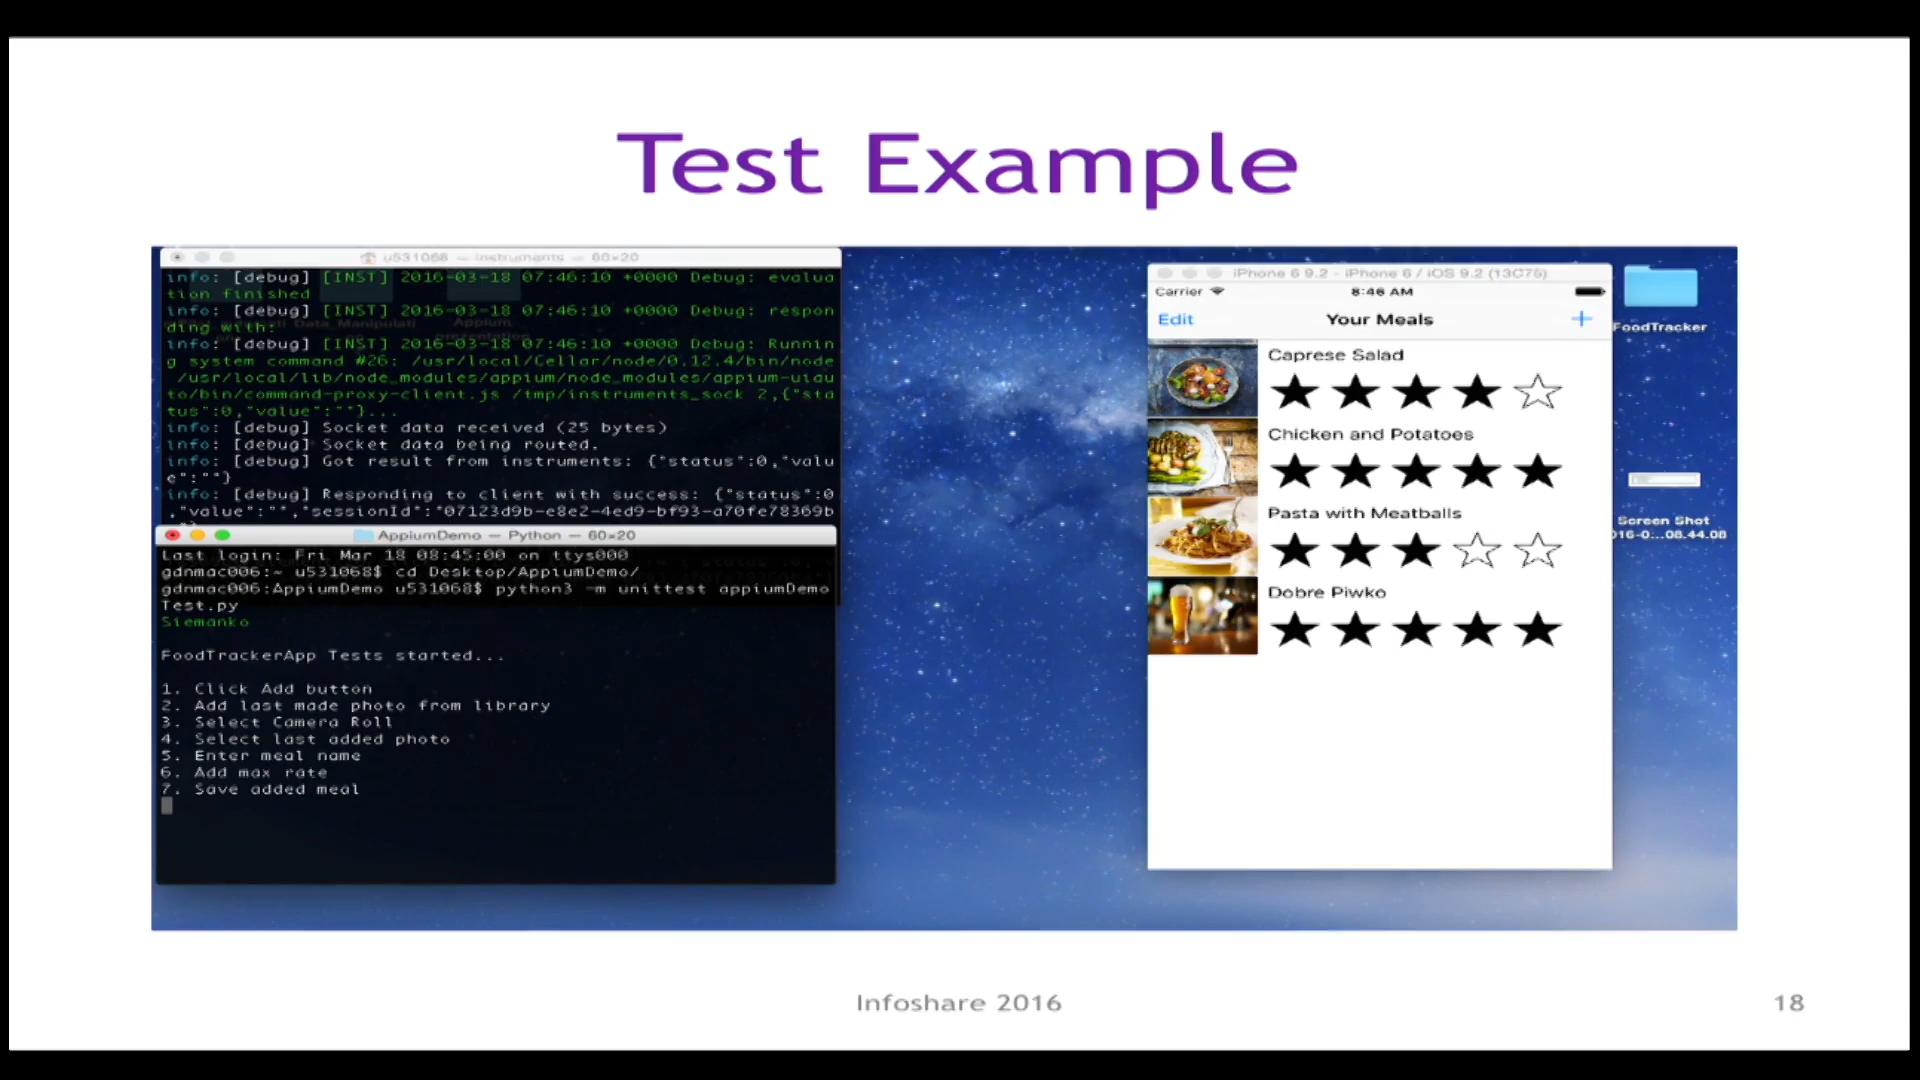 Test Example
u531068 — instruments — 60×20
info: [debug] [INST] 2016-03-18 07:46:10 +0000 Debug: evalua
tion finished
info: [debug] [INST] 2016-03-18 07:46:10 +0000 Debug: respon
ding with:
info: [debug] [INST] 2016-03-18 07:46:10 +0000 Debug: Runnin
g system command #26: /usr/local/Cellar/node/0.12.4/bin/node
/usr/local/lib/node_modules/appium/node_modules/appium-uiau
to/bin/command-proxy-client.js /tmp/instruments_sock 2,{"sta
tus":0,"value":""}...
info: [debug] Socket data received (25 bytes)
info: [debug] Socket data being routed.
info: [debug] Got result from instruments: {"status":0,"valu
e":""}
info: [debug] Responding to client with success: {"status":0
,"value":"","sessionId":"07123d9b-e8e2-4ed9-bf93-a70fe78369b
AppiumDemo — Python — 60×20
Last login: Fri Mar 18 08:45:00 on ttys000
gdnmac006:~ u531068$ cd Desktop/AppiumDemo/
gdnmac006:AppiumDemo u531068$ python3 -m unittest appiumDemo
Test.py
Siemanko
FoodTrackerApp Tests started...
1. Click Add button
2. Add last made photo from library
3. Select Camera Roll
4. Select last added photo
5. Enter meal name
6. Add max rate
7. Save added meal
iPhone 6 9.2 - iPhone 6 / iOS 9.2 (13C75)
Carrier 8:46 AM
Edit Your Meals +
Caprese Salad
Chicken and Potatoes
Pasta with Meatballs
Dobre Piwko
FoodTracker
Screen Shot
016-0...08.44.08
Infoshare 2016
18